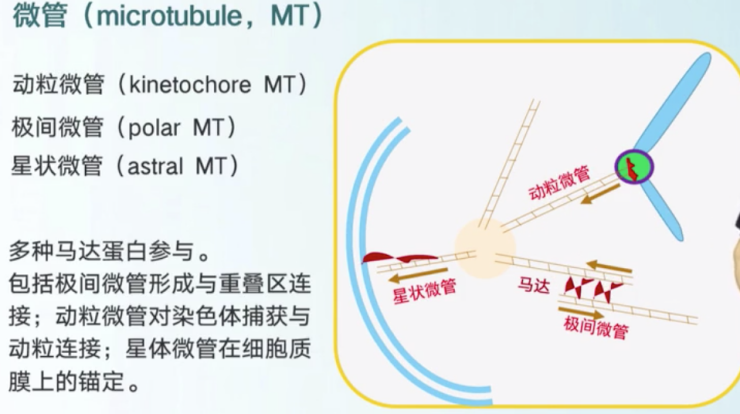 微管（microtubule，MT）
动粒微管（kinetochore MT）
极间微管（polar MT）
星状微管（astral MT）
多种马达蛋白参与。
包括极间微管形成与重叠区连
接；动粒微管对染色体捕获与
动粒连接；星体微管在细胞质
膜上的锚定。
动粒微管
星状微管
马达
极间微管